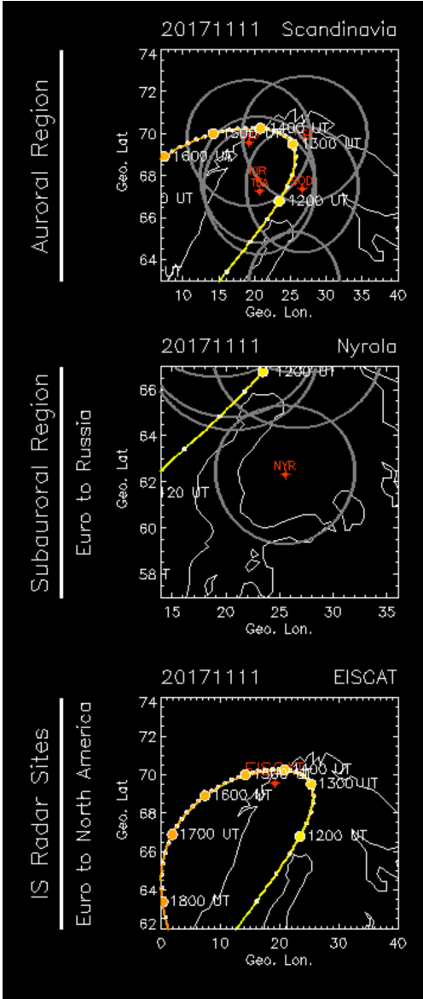 20171111 Scandinavia
Auroral Region
Geo. Lat
74
72
70
68
66
64
1400 UT
1300 UT
1600 UT
SOD
1200 UT
10 15 20 25 30 35 40
Geo. Lon.
20171111 Nyrola
Subauroral Region
Euro to Russia
Geo. Lat
66
64
62
60
58
1200 UT
NYR
20 UT
15 20 25 30 35
Geo. Lon.
20171111 EISCAT
IS Radar Sites
Euro to North America
Geo. Lat
74
72
70
68
66
64
62
EISCAT
1500 UT
1400 UT
1300 UT
1600 UT
1700 UT
1200 UT
1800 UT
0 10 20 30 40
Geo. Lon.